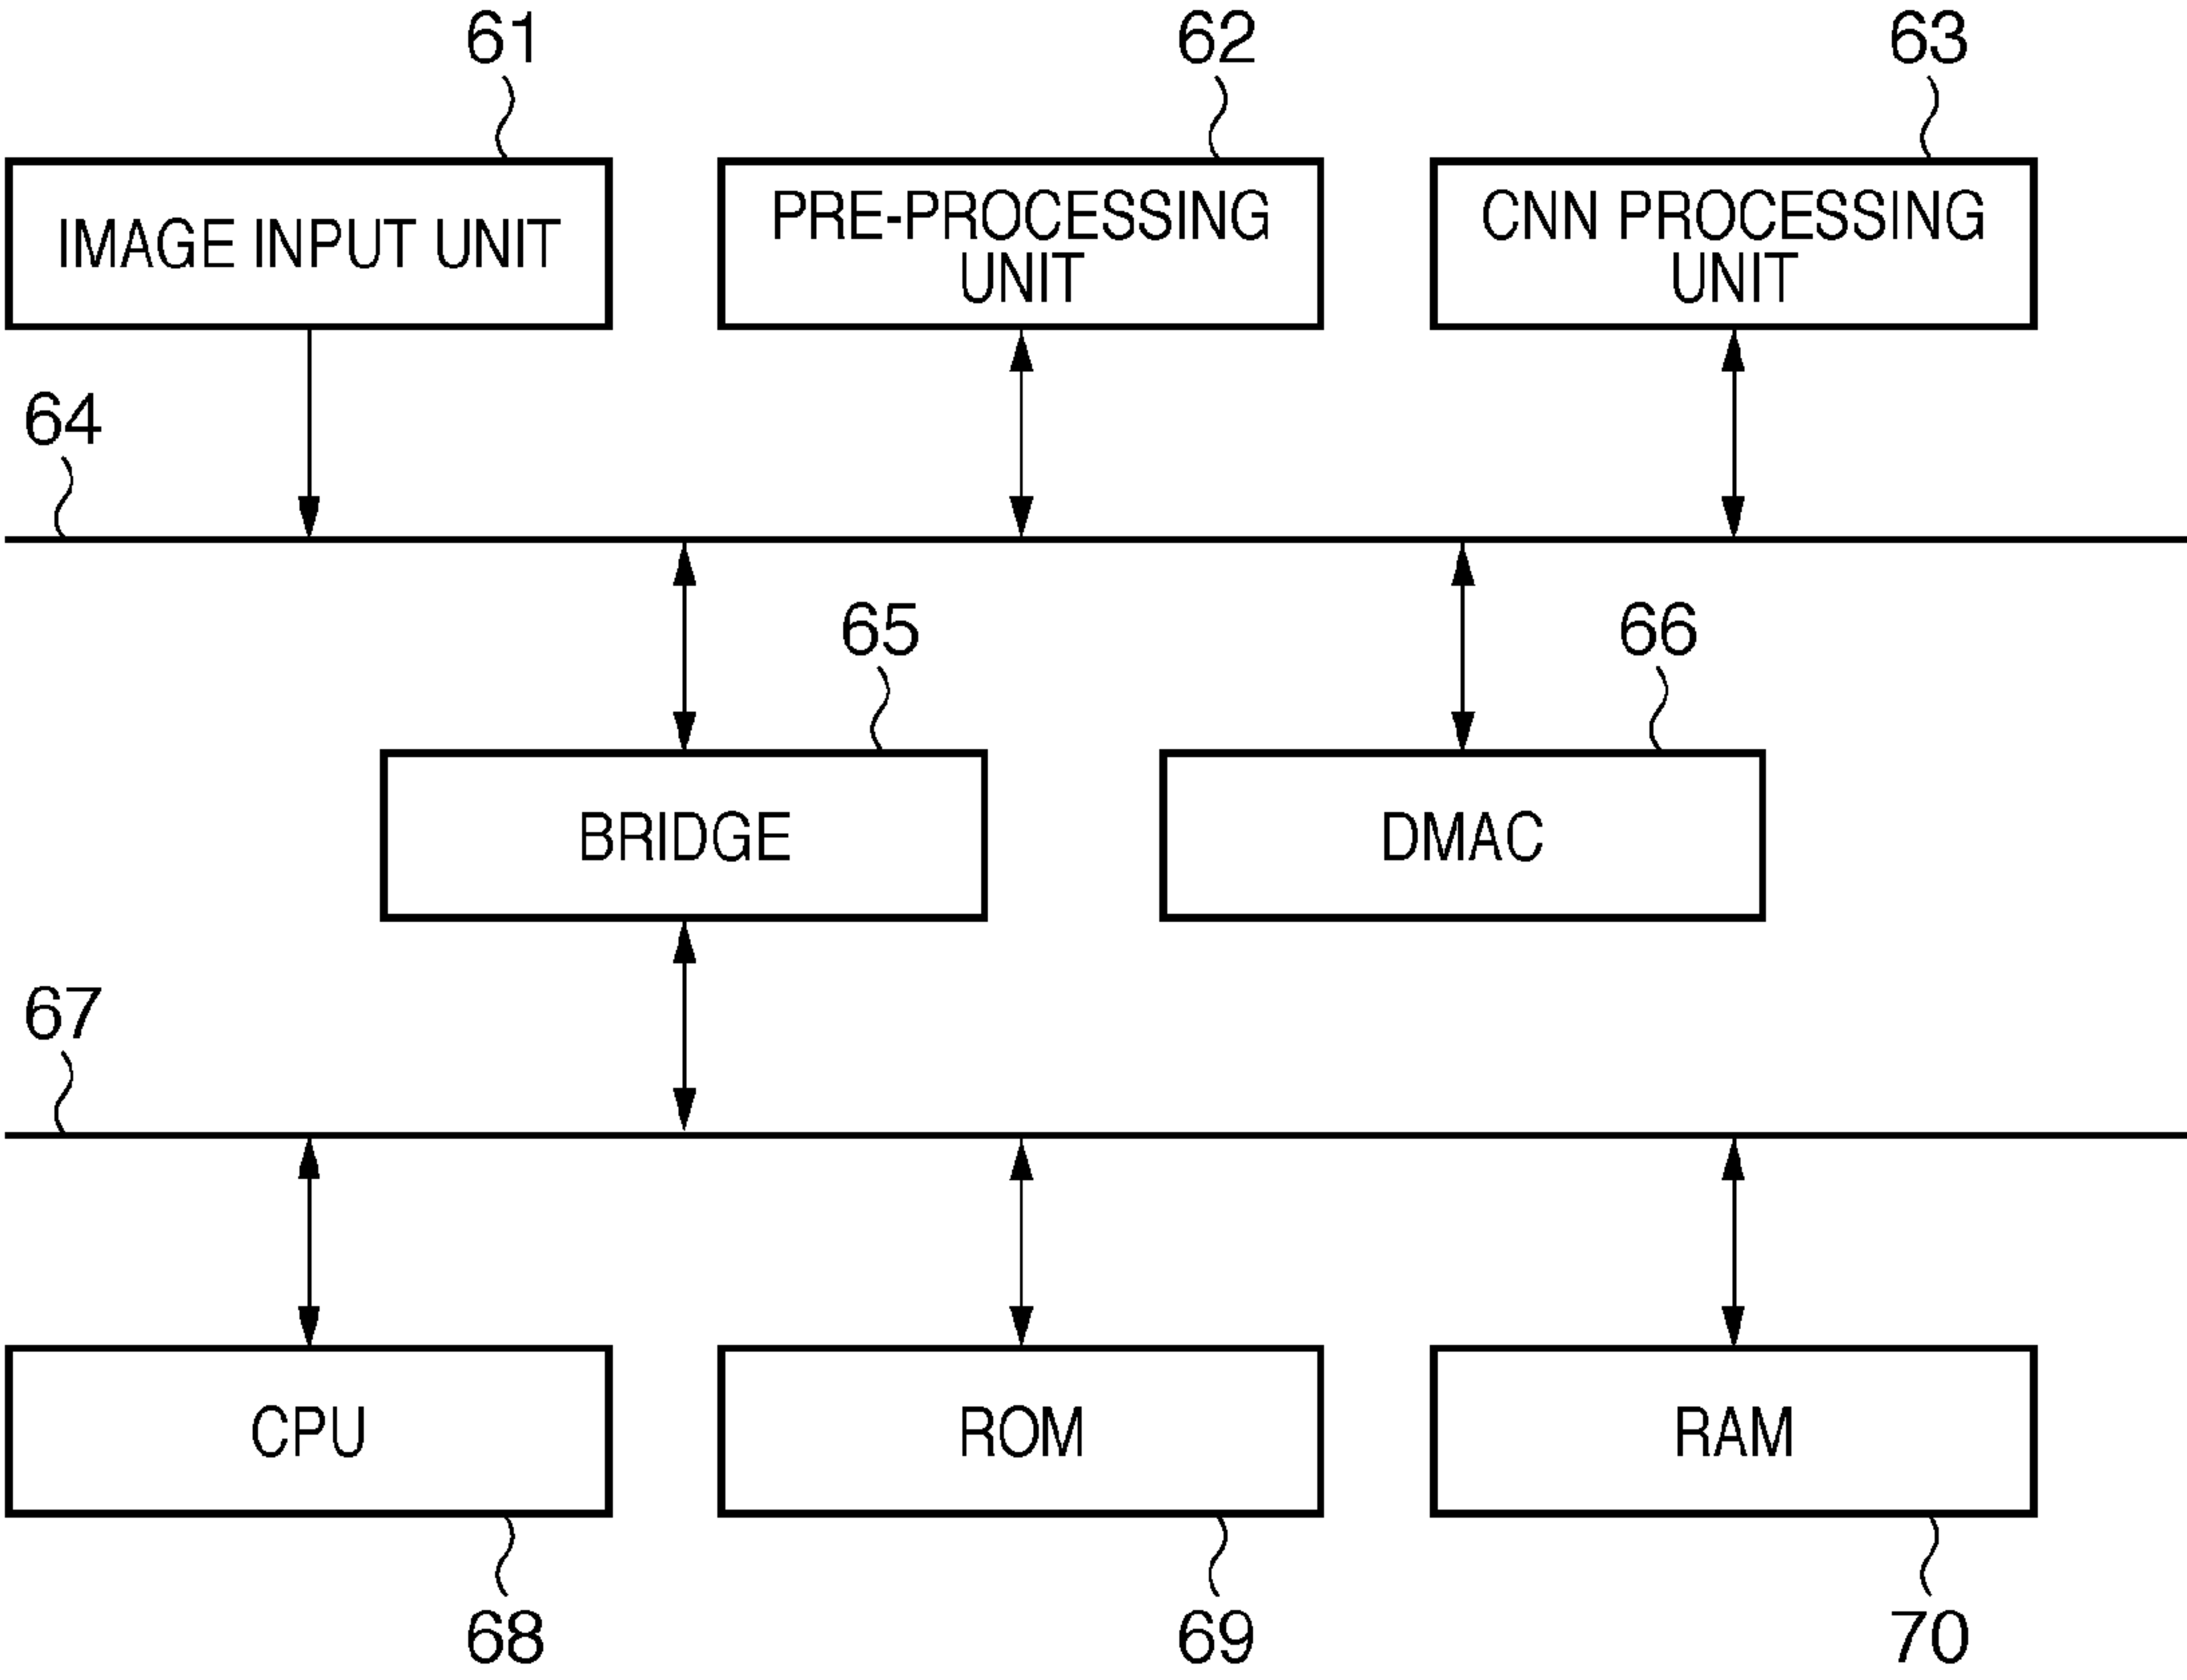 61
62
63
IMAGE INPUT UNIT
PRE-PROCESSING
UNIT
CNN PROCESSING
UNIT
64
65
66
BRIDGE
DMAC
67
CPU
ROM
RAM
68
69
70